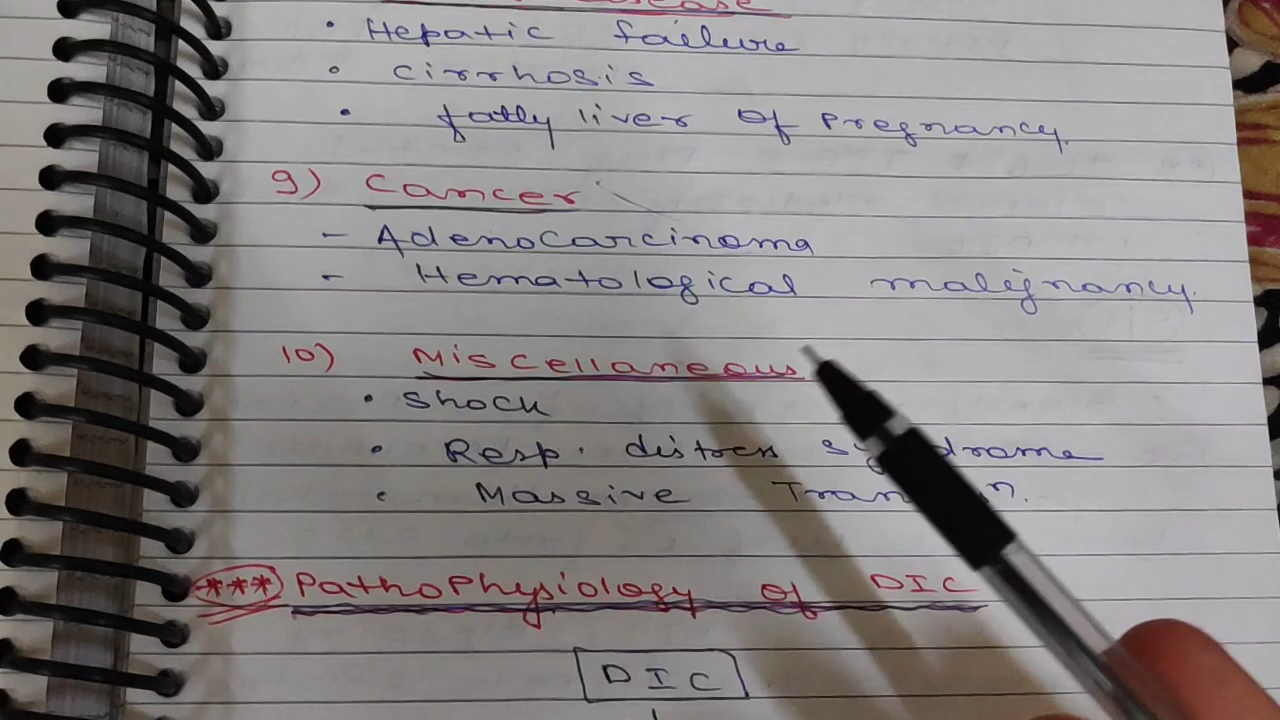 • Hepatic failure
• cirrhosis
• fatty liver of pregnancy.
9) Cancer
- Adenocarcinoma
- Hematological malignancy.
10) Miscellaneous
• Shock
• Resp. distress
• Massive
*** Pathophysiology of DIC
DIC